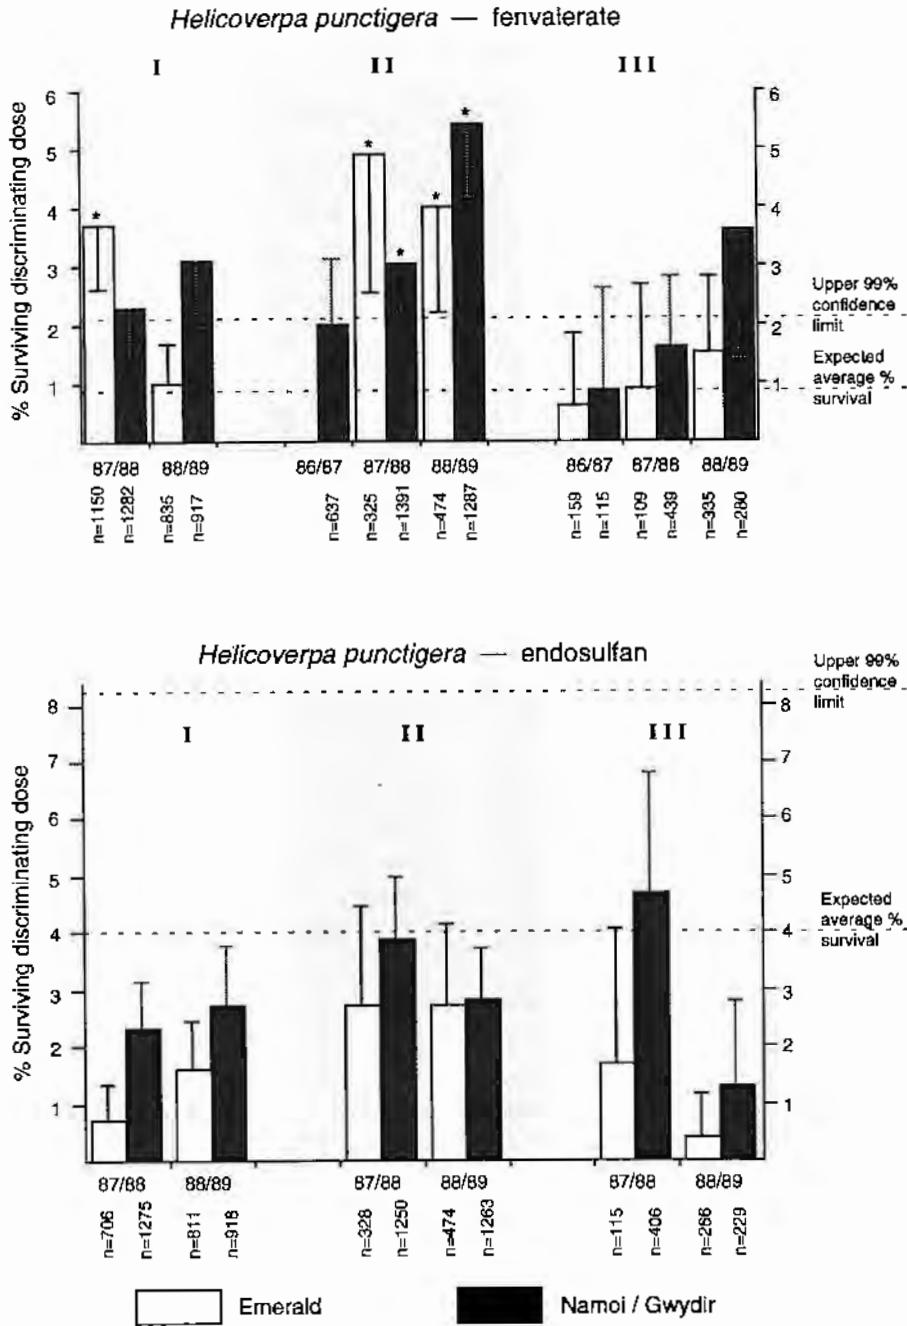 Helicoverpa punctigera — fenvalerate
I II III
% Surviving discriminating dose
6
5
4
3
2
1
6
5
4
3
2
1
* * * * *
Upper 99%
confidence
limit
Expected
average %
survival
87/88 88/89 86/87 87/88 88/89 86/87 87/88 88/89
n=1150 n=1282 n=835 n=917 n=637 n=325 n=1391 n=474 n=1287 n=159 n=115 n=109 n=439 n=335 n=280
Helicoverpa punctigera — endosulfan
Upper 99%
confidence
limit
I II III
% Surviving discriminating dose
8
7
6
5
4
3
2
1
8
7
6
5
4
3
2
1
Expected
average %
survival
87/88 88/89 87/88 88/89 87/88 88/89
n=706 n=1275 n=811 n=918 n=328 n=1250 n=474 n=1263 n=115 n=406 n=266 n=229
Emerald Namoi / Gwydir